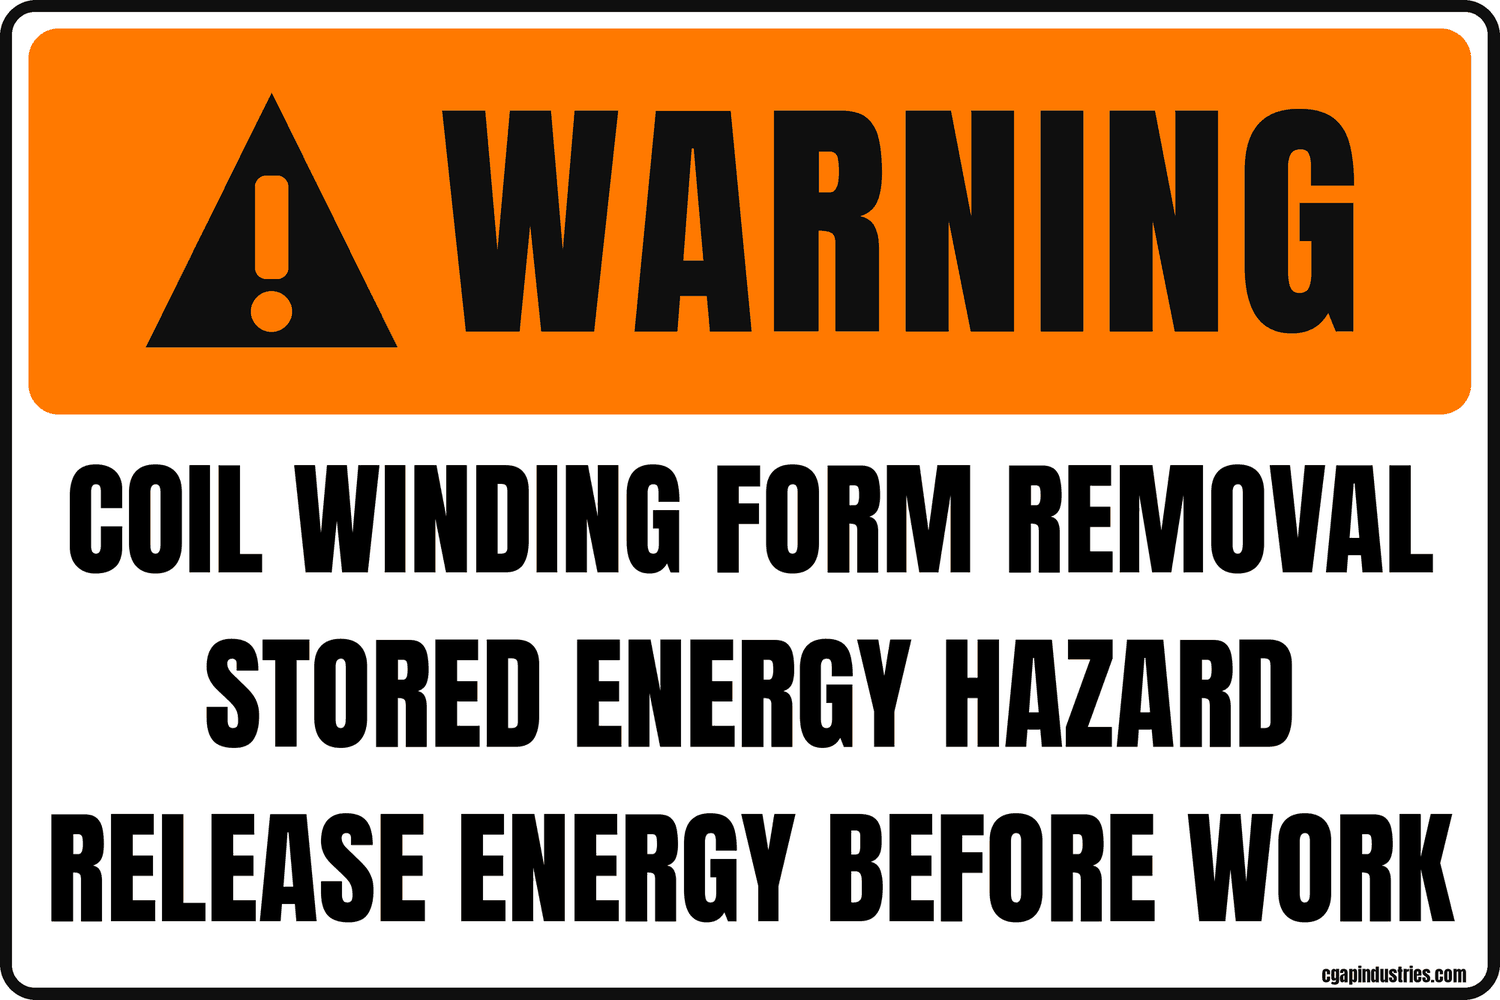 WARNING
COIL WINDING FORM REMOVAL
STORED ENERGY HAZARD
RELEASE ENERGY BEFORE WORK
cgapindustries.com